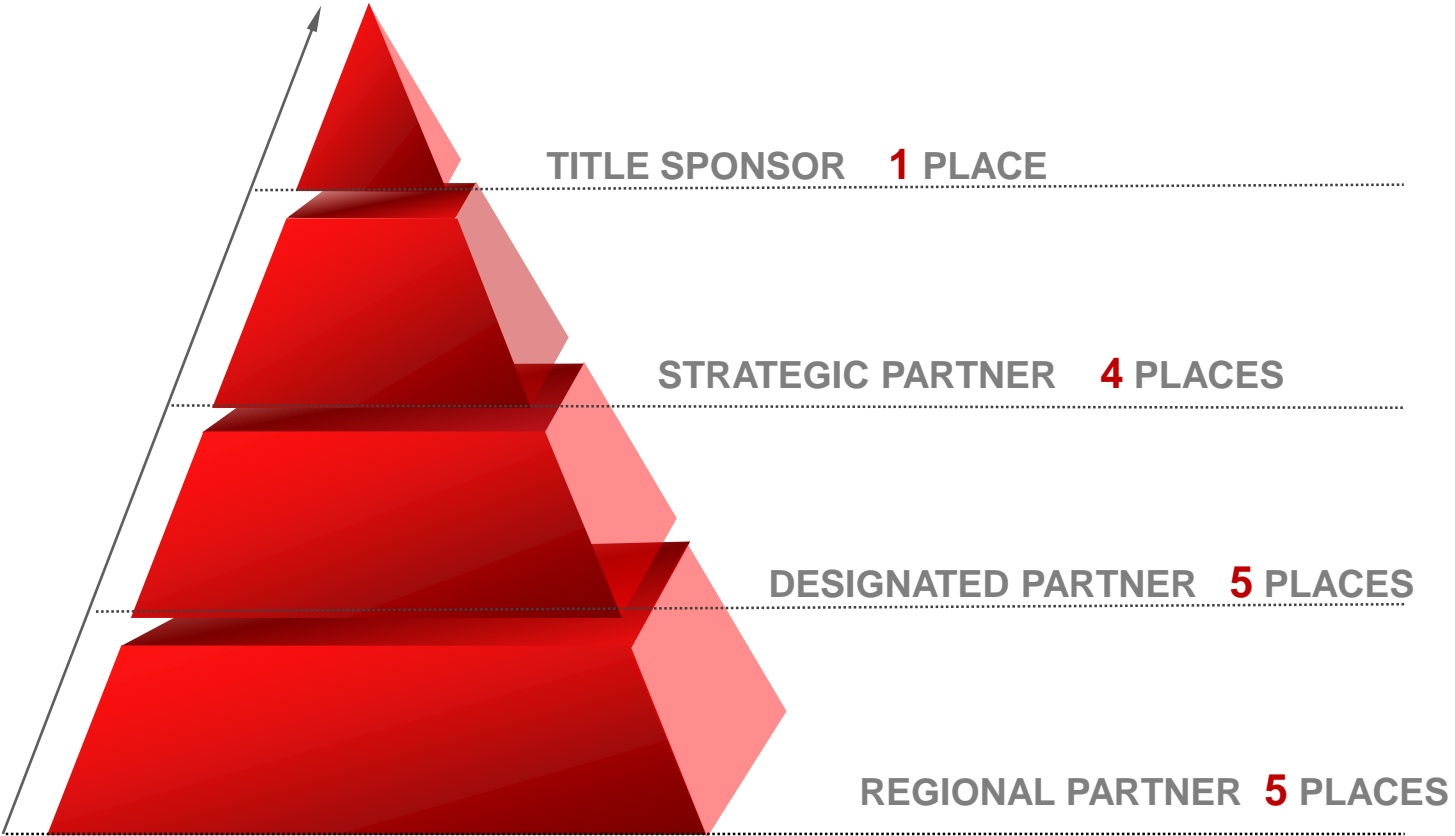 TITLE SPONSOR 1 PLACE
STRATEGIC PARTNER 4 PLACES
DESIGNATED PARTNER 5 PLACES
REGIONAL PARTNER 5 PLACES